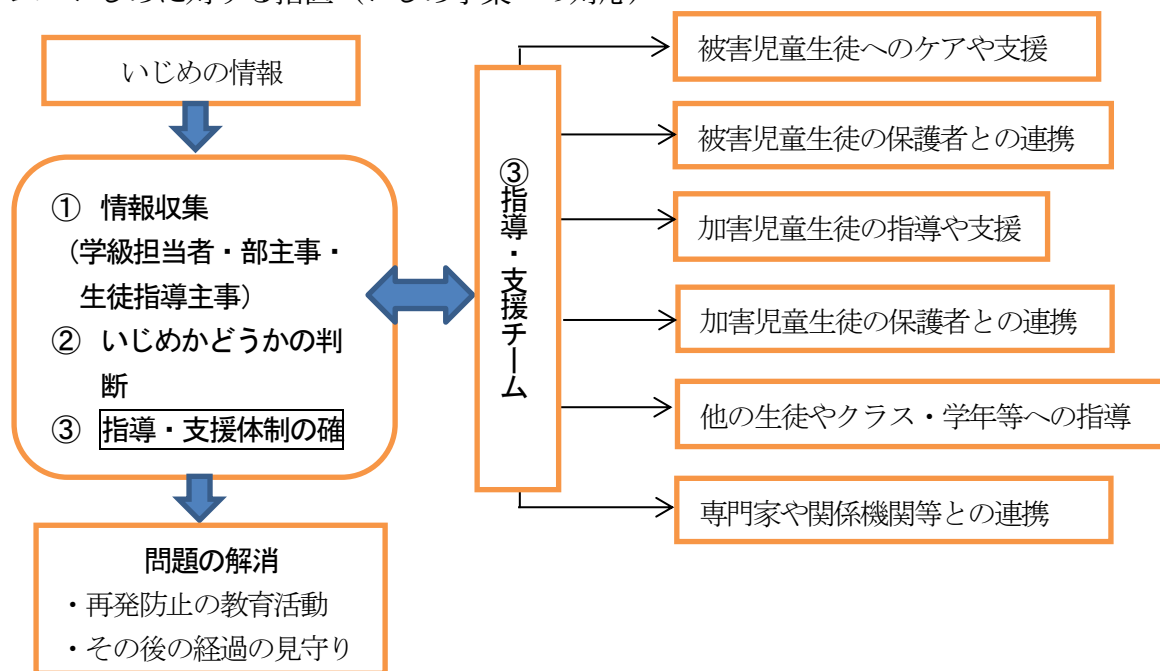 いじめの情報
① 情報収集
（学級担当者・部主事・
生徒指導主事）
② いじめかどうかの判
断
③ 指導・支援体制の確
問題の解消
・再発防止の教育活動
・その後の経過の見守り
③指導・支援チーム
被害児童生徒へのケアや支援
被害児童生徒の保護者との連携
加害児童生徒の指導や支援
加害児童生徒の保護者との連携
他の生徒やクラス・学年等への指導
専門家や関係機関等との連携